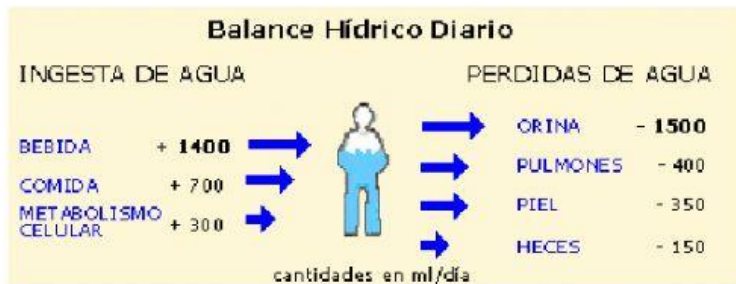 Balance Hídrico Diario
INGESTA DE AGUA
BEBIDA + 1400
COMIDA + 700
METABOLISMO
CELULAR + 300
PERDIDAS DE AGUA
ORINA - 1500
PULMONES - 400
PIEL - 350
HECES - 150
cantidades en ml/día